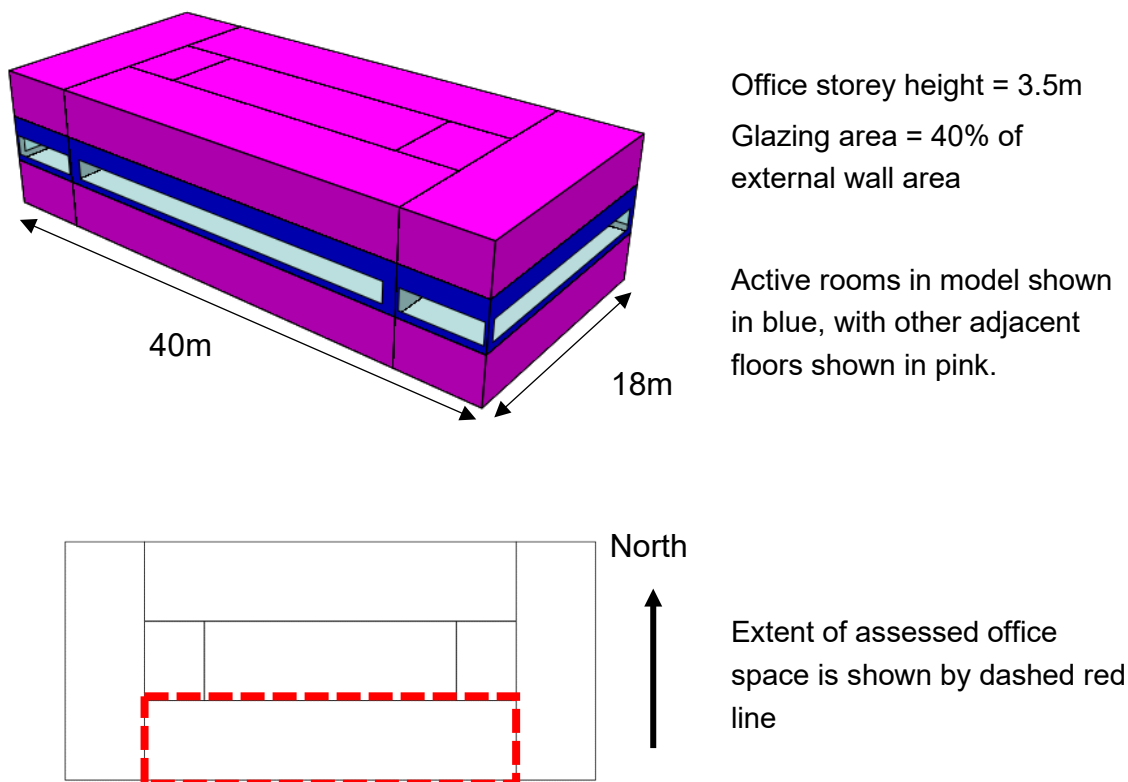 Office storey height = 3.5m
Glazing area = 40% of
external wall area
Active rooms in model shown
in blue, with other adjacent
floors shown in pink.
40m
18m
North
Extent of assessed office
space is shown by dashed red
line